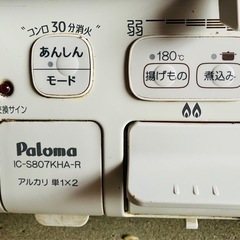 コンロ30分消火
あんしん
モード
180℃
揚げもの
煮込み
交換サイン
Paloma
IC-S807KHA-R
アルカリ 単1×2